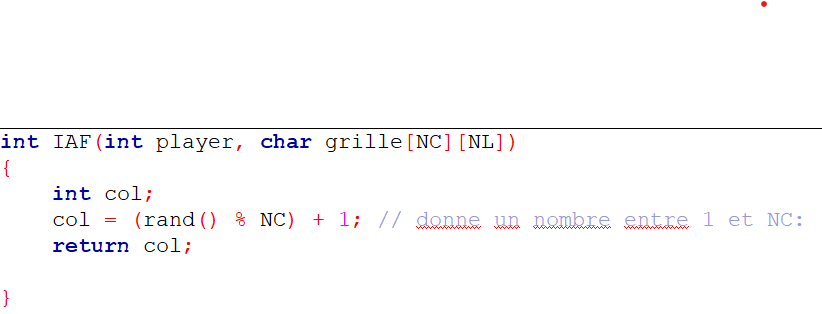 int IAF(int player, char grille[NC][NL])
{
    int col;
    col = (rand() % NC) + 1; // donne un nombre entre 1 et NC:
    return col;
}